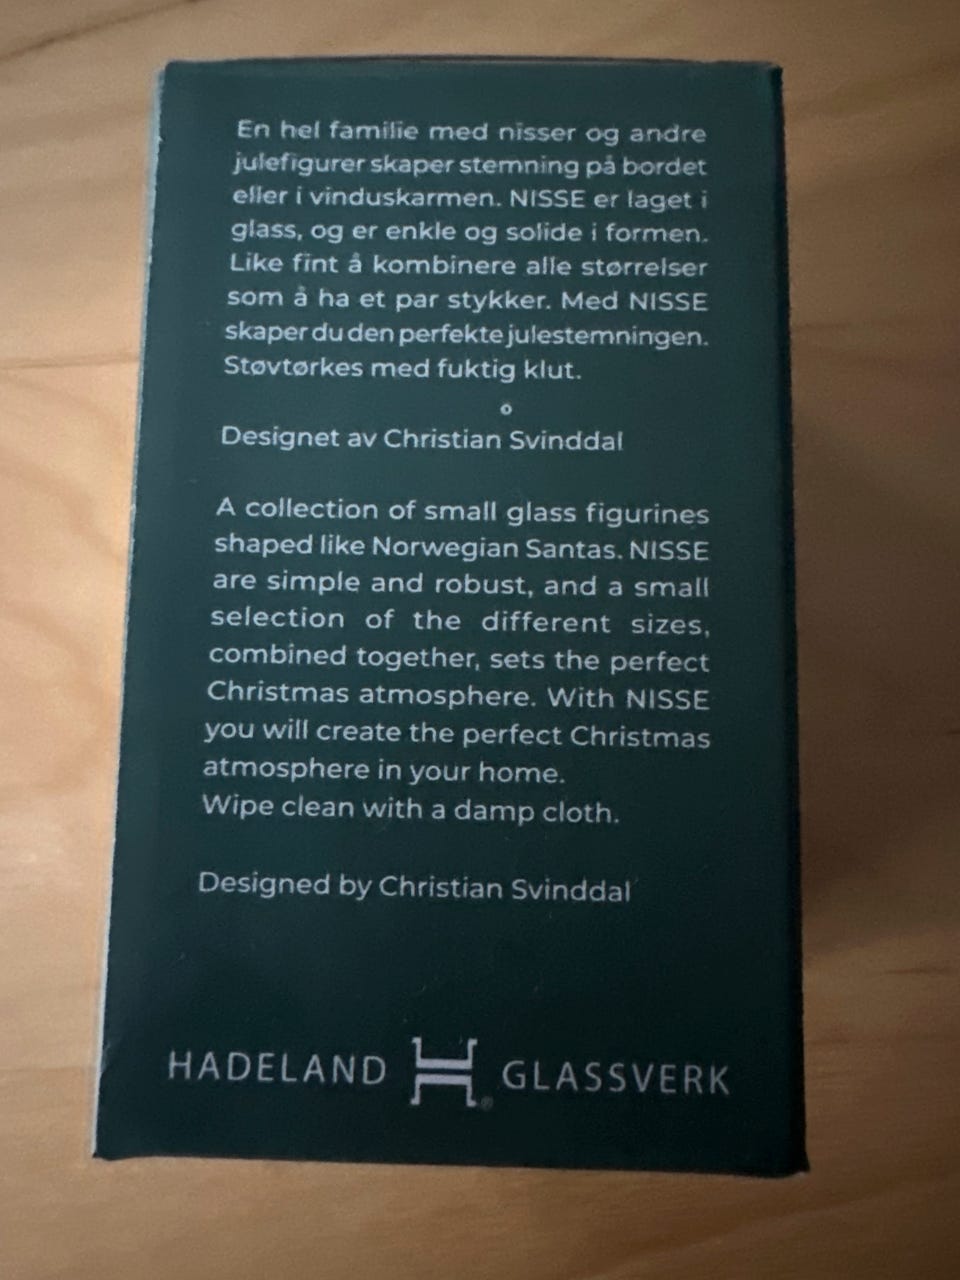 En hel familie med nisser og andre
julefigurer skaper stemning på bordet
eller i vinduskarmen. NISSE er laget i
glass, og er enkle og solide i formen.
Like fint å kombinere alle størrelser
som å ha et par stykker. Med NISSE
skaper du den perfekte julestemningen.
Støvtørkes med fuktig klut.
Designet av Christian Svinddal
A collection of small glass figurines
shaped like Norwegian Santas. NISSE
are simple and robust, and a small
selection of the different sizes,
combined together, sets the perfect
Christmas atmosphere. With NISSE
you will create the perfect Christmas
atmosphere in your home.
Wipe clean with a damp cloth.
Designed by Christian Svinddal
HADELAND H® GLASSVERK